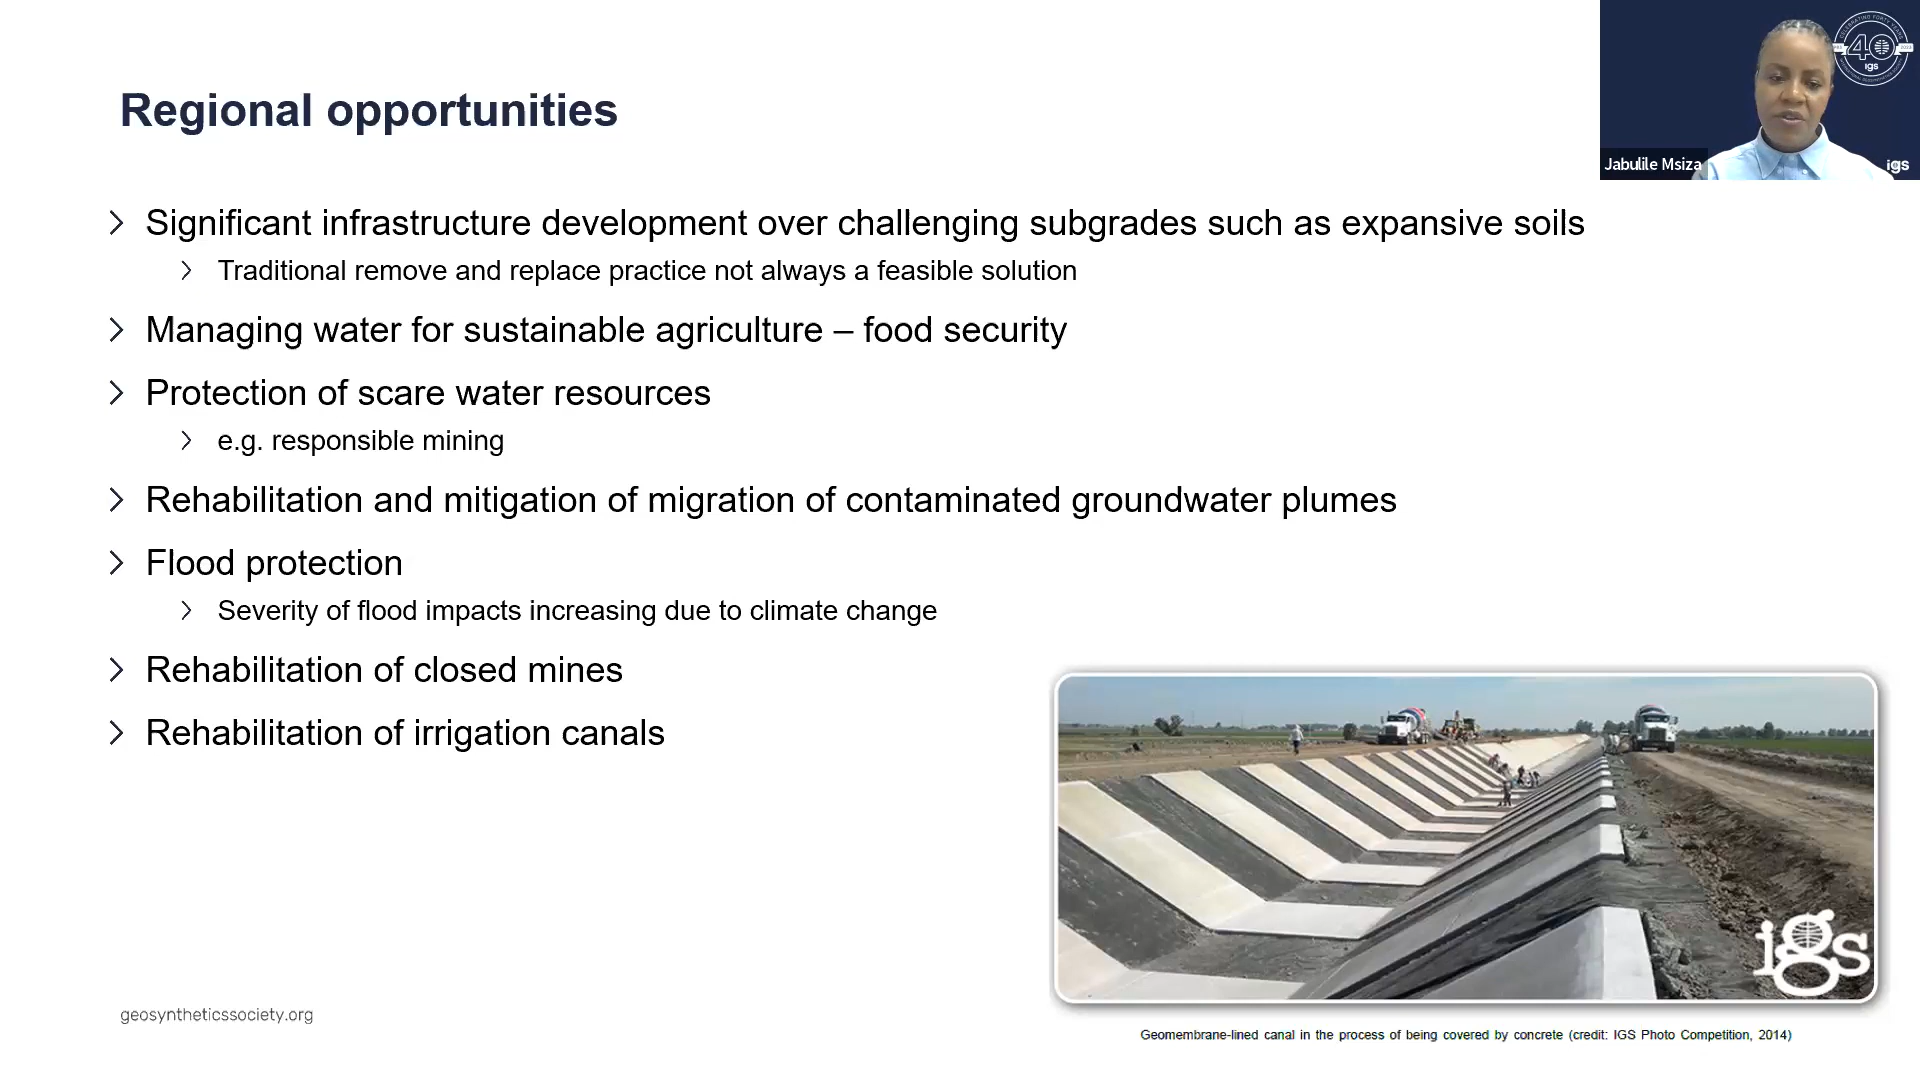 Regional opportunities
Significant infrastructure development over challenging subgrades such as expansive soils
Traditional remove and replace practice not always a feasible solution
Managing water for sustainable agriculture – food security
Protection of scare water resources
e.g. responsible mining
Rehabilitation and mitigation of migration of contaminated groundwater plumes
Flood protection
Severity of flood impacts increasing due to climate change
Rehabilitation of closed mines
Rehabilitation of irrigation canals
geosyntheticssociety.org
igs
Geomembrane-lined canal in the process of being covered by concrete (credit: IGS Photo Competition, 2014)
40
igs
Jabulile Msiza
igs